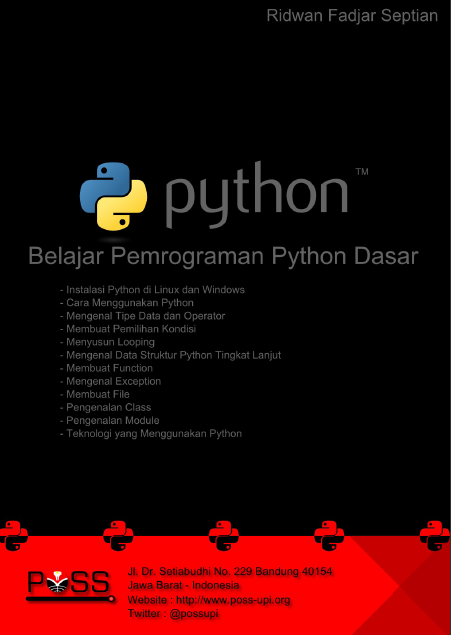 Ridwan Fadjar Septian
python™
Belajar Pemrograman Python Dasar
- Instalasi Python di Linux dan Windows
- Cara Menggunakan Python
- Mengenal Tipe Data dan Operator
- Membuat Pemilihan Kondisi
- Menyusun Looping
- Mengenal Data Struktur Python Tingkat Lanjut
- Membuat Function
- Mengenal Exception
- Membuat File
- Pengenalan Class
- Pengenalan Module
- Teknologi yang Menggunakan Python
POSS
Jl. Dr. Setiabudhi No. 229 Bandung 40154
Jawa Barat - Indonesia
Website : http://www.poss-upi.org
Twitter : @possupi